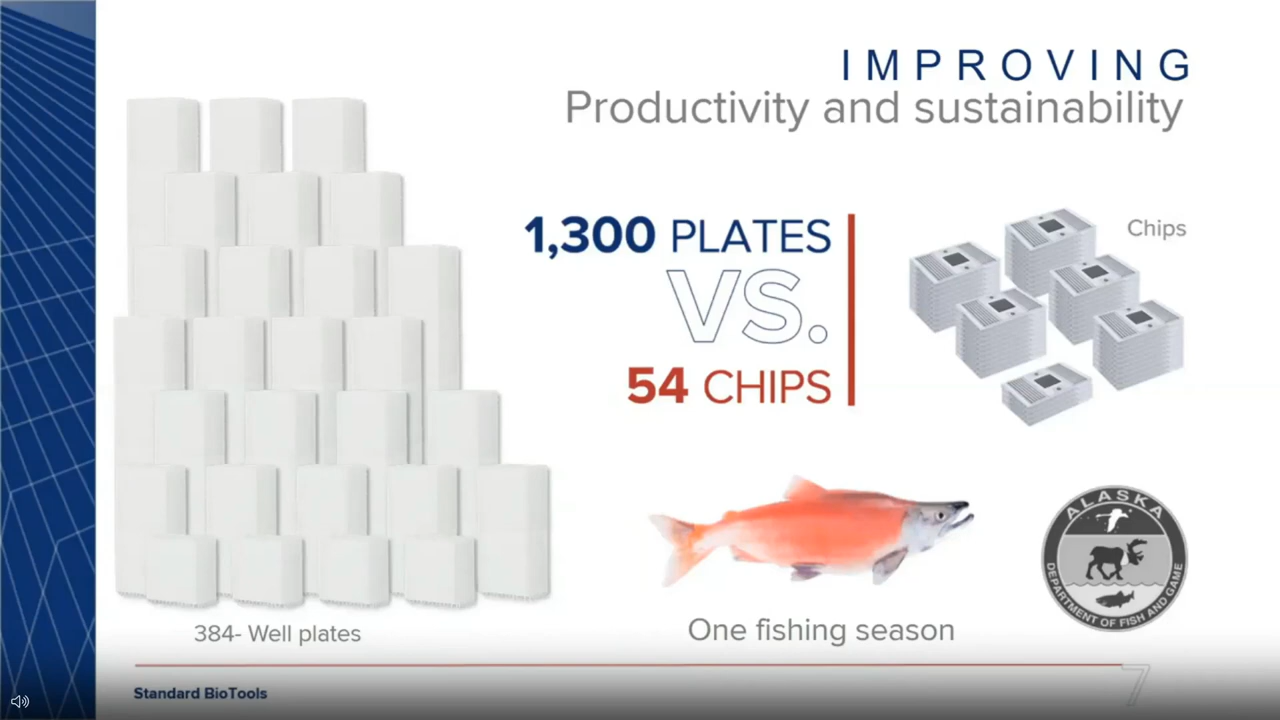 IMPROVING
Productivity and sustainability
1,300 PLATES
VS.
54 CHIPS
Chips
384- Well plates
One fishing season
ALASKA
DEPARTMENT OF FISH AND GAME
Standard BioTools
7